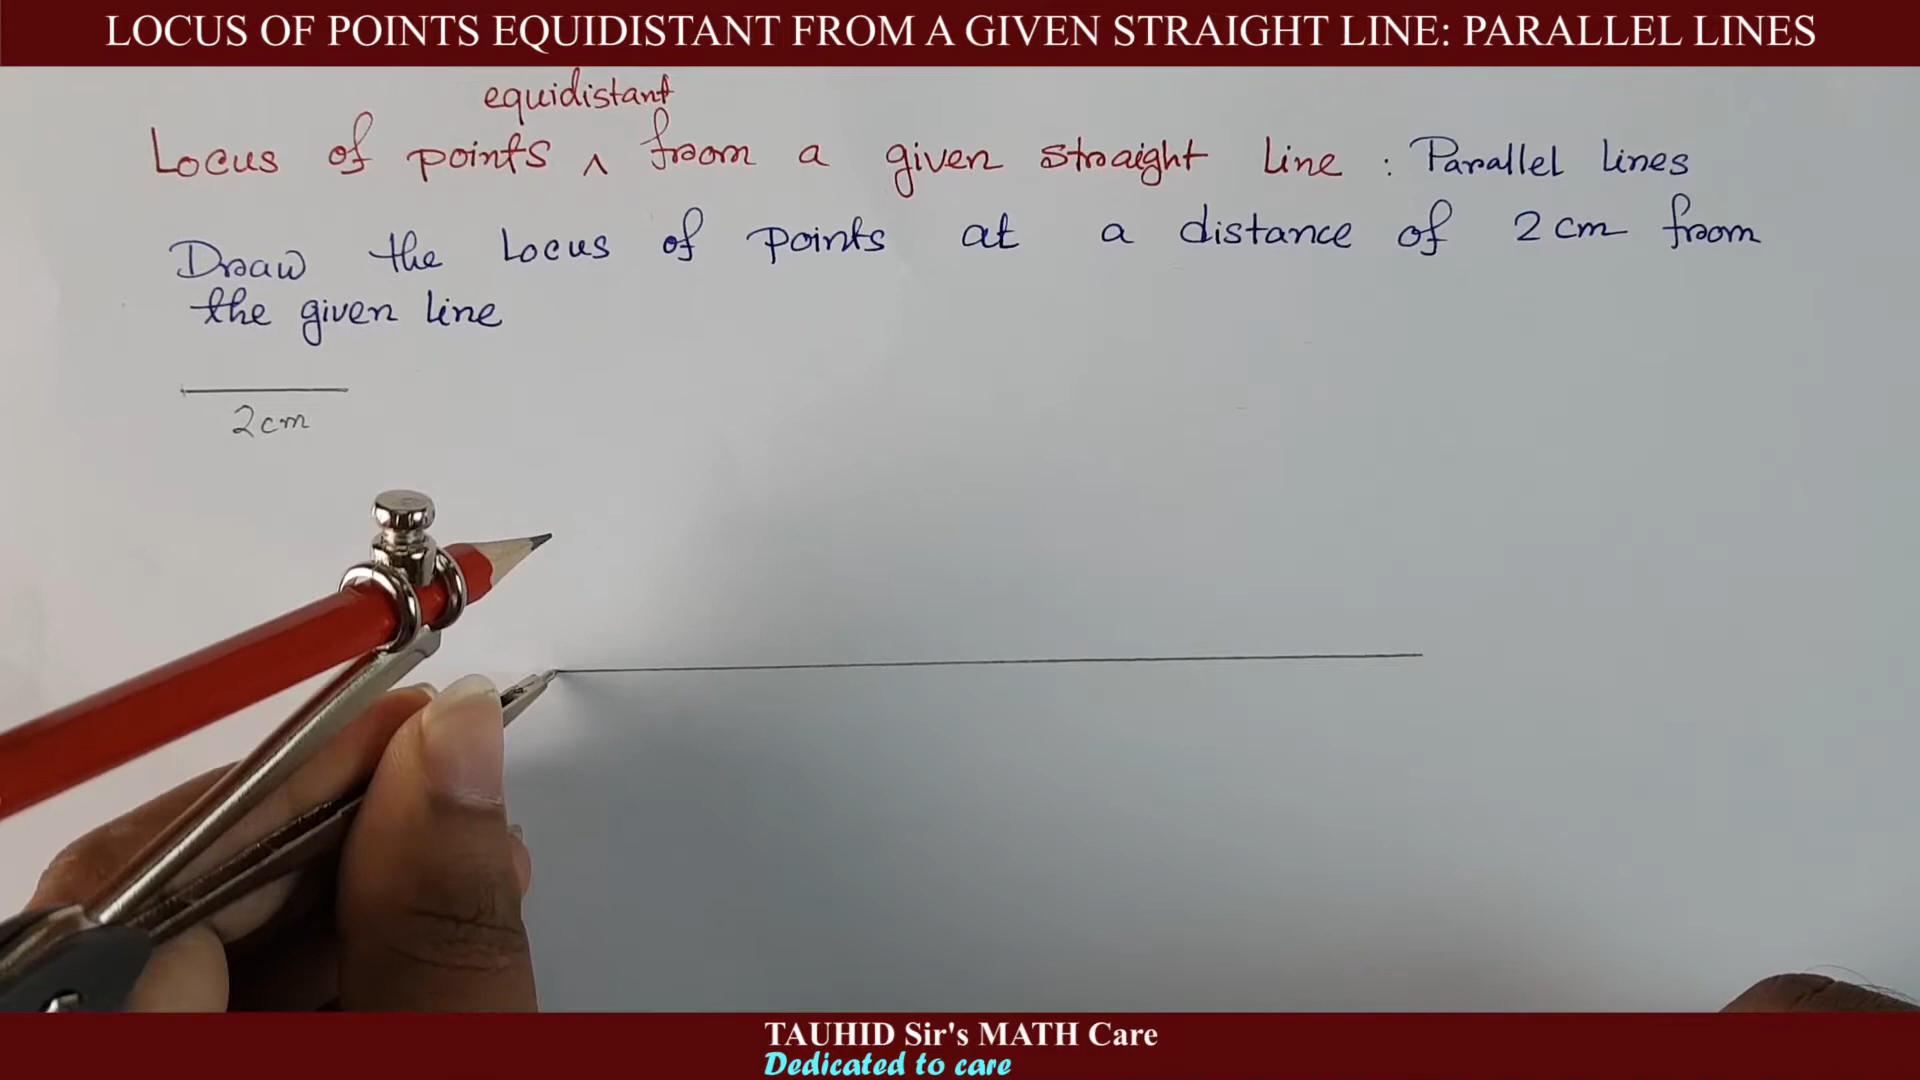 LOCUS OF POINTS EQUIDISTANT FROM A GIVEN STRAIGHT LINE: PARALLEL LINES
equidistant
Locus of points ^ from a given straight line : Parallel lines
Draw the Locus of points at a distance of 2 cm from
the given line
2 cm
TAUHID Sir's MATH Care
Dedicated to care